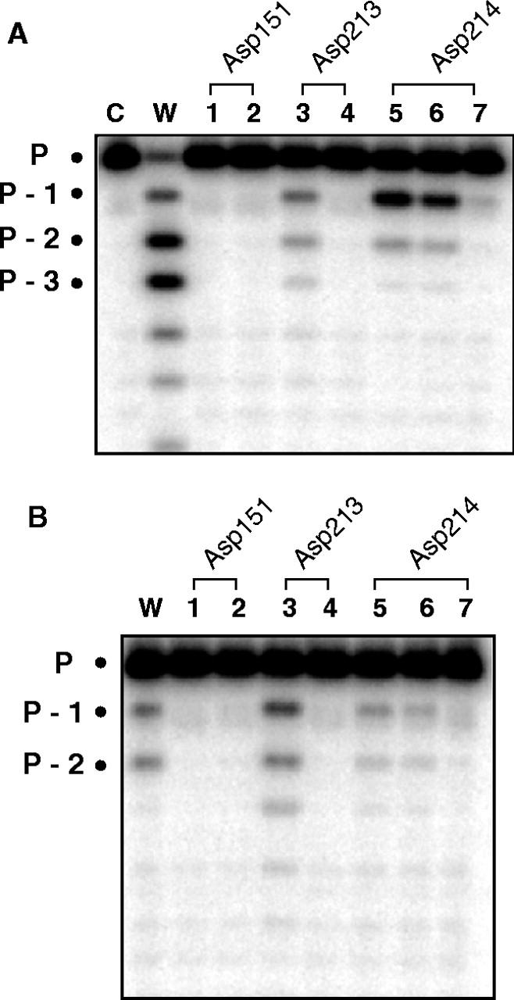 A
Asp151 Asp213 Asp214
C W 1 2 3 4 5 6 7
P •
P - 1 •
P - 2 •
P - 3 •
B
Asp151 Asp213 Asp214
W 1 2 3 4 5 6 7
P •
P - 1 •
P - 2 •